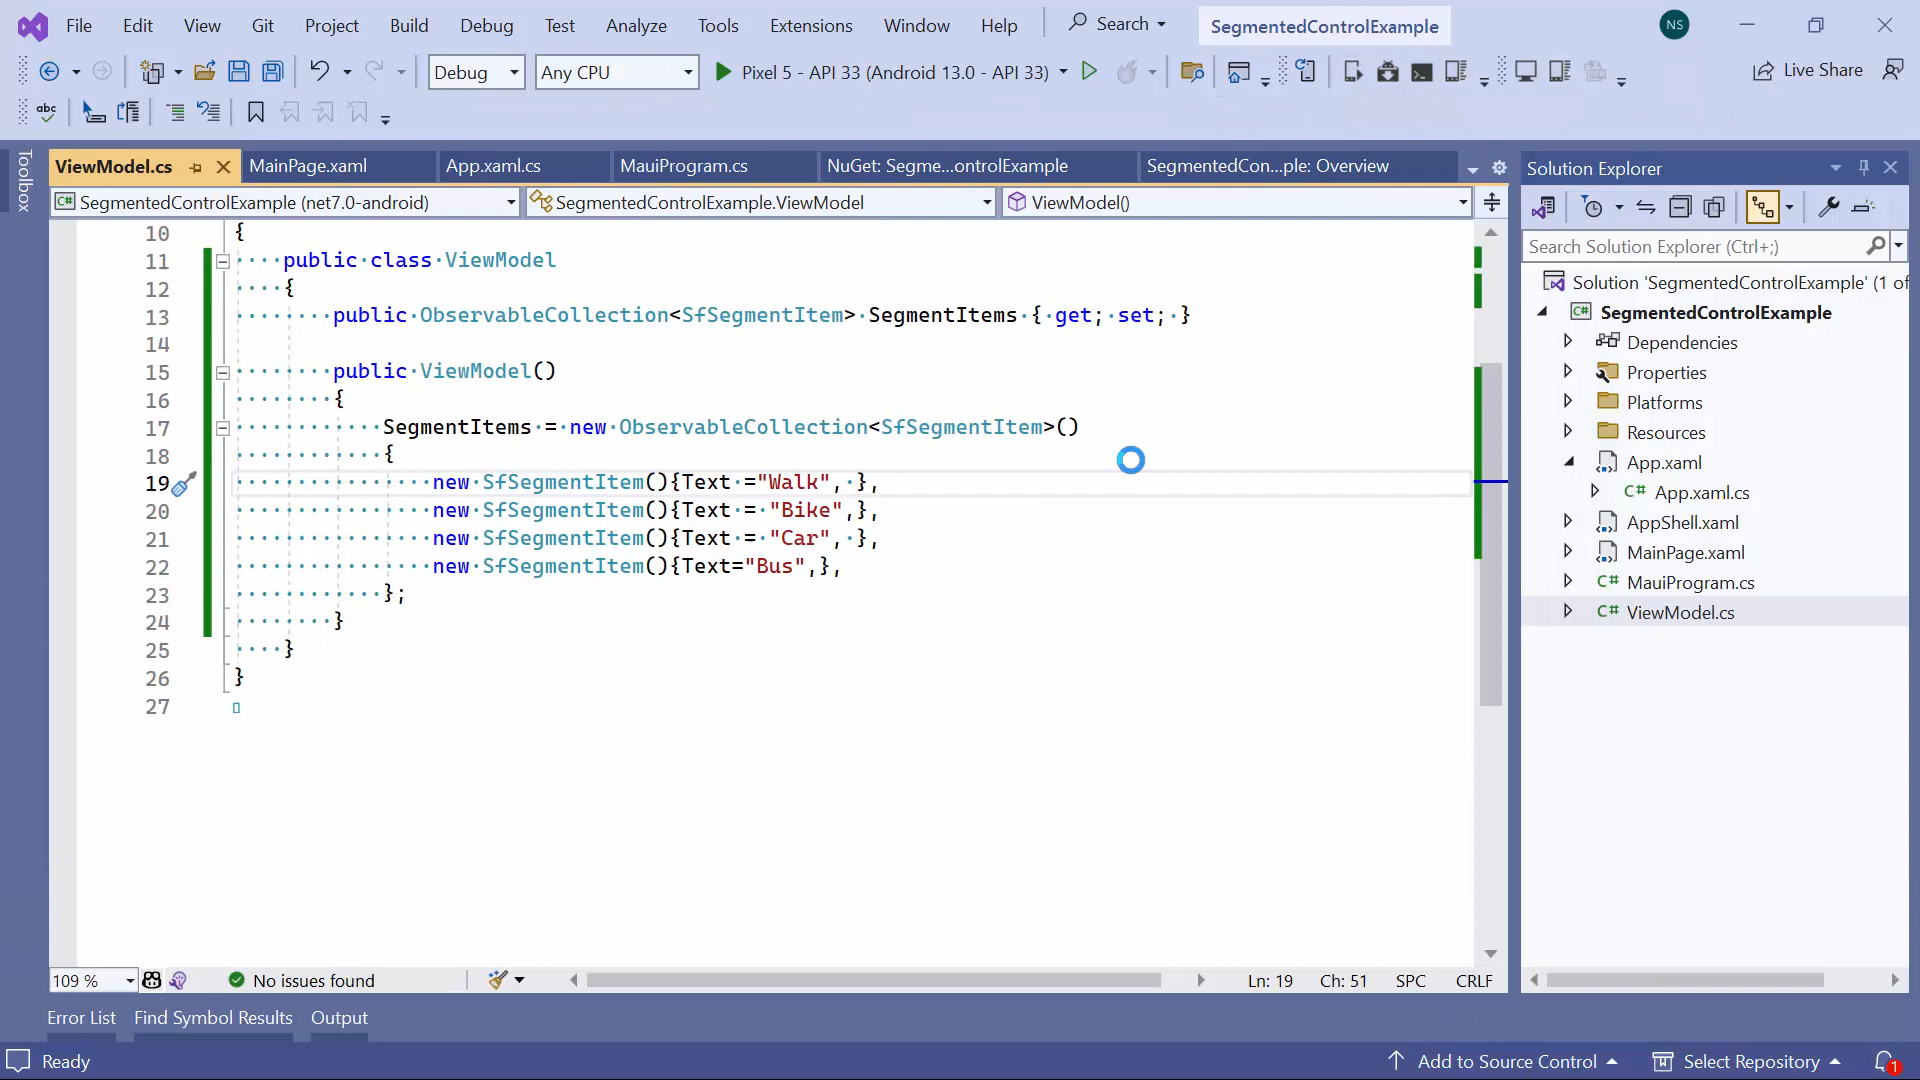 File Edit View Git Project Build Debug Test Analyze Tools Extensions Window Help Search SegmentedControlExample NS
Debug Any CPU Pixel 5 - API 33 (Android 13.0 - API 33) Live Share
abc
Toolbox
ViewModel.cs MainPage.xaml App.xaml.cs MauiProgram.cs NuGet: Segme...ontrolExample SegmentedCon...ple: Overview
SegmentedControlExample (net7.0-android) SegmentedControlExample.ViewModel ViewModel()
10 {
11 public class ViewModel
12 {
13 public ObservableCollection<SfSegmentItem> SegmentItems { get; set; }
14
15 public ViewModel()
16 {
17 SegmentItems = new ObservableCollection<SfSegmentItem>()
18 {
19 new SfSegmentItem(){Text ="Walk", },
20 new SfSegmentItem(){Text = "Bike",},
21 new SfSegmentItem(){Text = "Car", },
22 new SfSegmentItem(){Text="Bus",},
23 };
24 }
25 }
26 }
27
109 % No issues found Ln: 19 Ch: 51 SPC CRLF
Solution Explorer
Search Solution Explorer (Ctrl+;)
Solution 'SegmentedControlExample' (1 of
C# SegmentedControlExample
Dependencies
Properties
Platforms
Resources
App.xaml
C# App.xaml.cs
AppShell.xaml
MainPage.xaml
C# MauiProgram.cs
C# ViewModel.cs
Error List Find Symbol Results Output
Ready Add to Source Control Select Repository 1